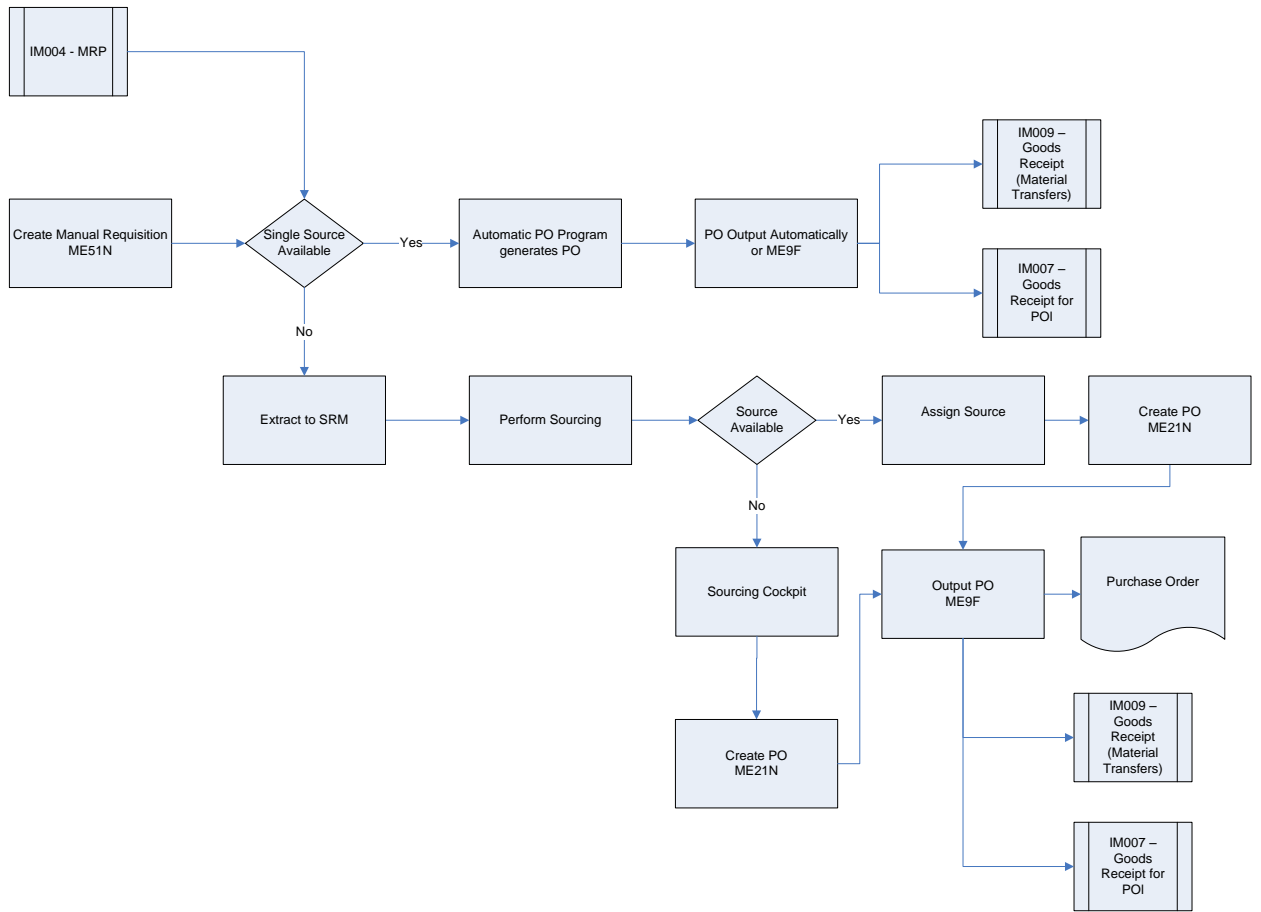 IM004 - MRP
IM009 –
Goods
Receipt
(Material
Transfers)
Create Manual Requisition
ME51N
Single Source
Available
Yes
Automatic PO Program
generates PO
PO Output Automatically
or ME9F
IM007 –
Goods
Receipt for
POI
No
Extract to SRM
Perform Sourcing
Source
Available
Yes
Assign Source
Create PO
ME21N
No
Sourcing Cockpit
Output PO
ME9F
Purchase Order
Create PO
ME21N
IM009 –
Goods
Receipt
(Material
Transfers)
IM007 –
Goods
Receipt for
POI